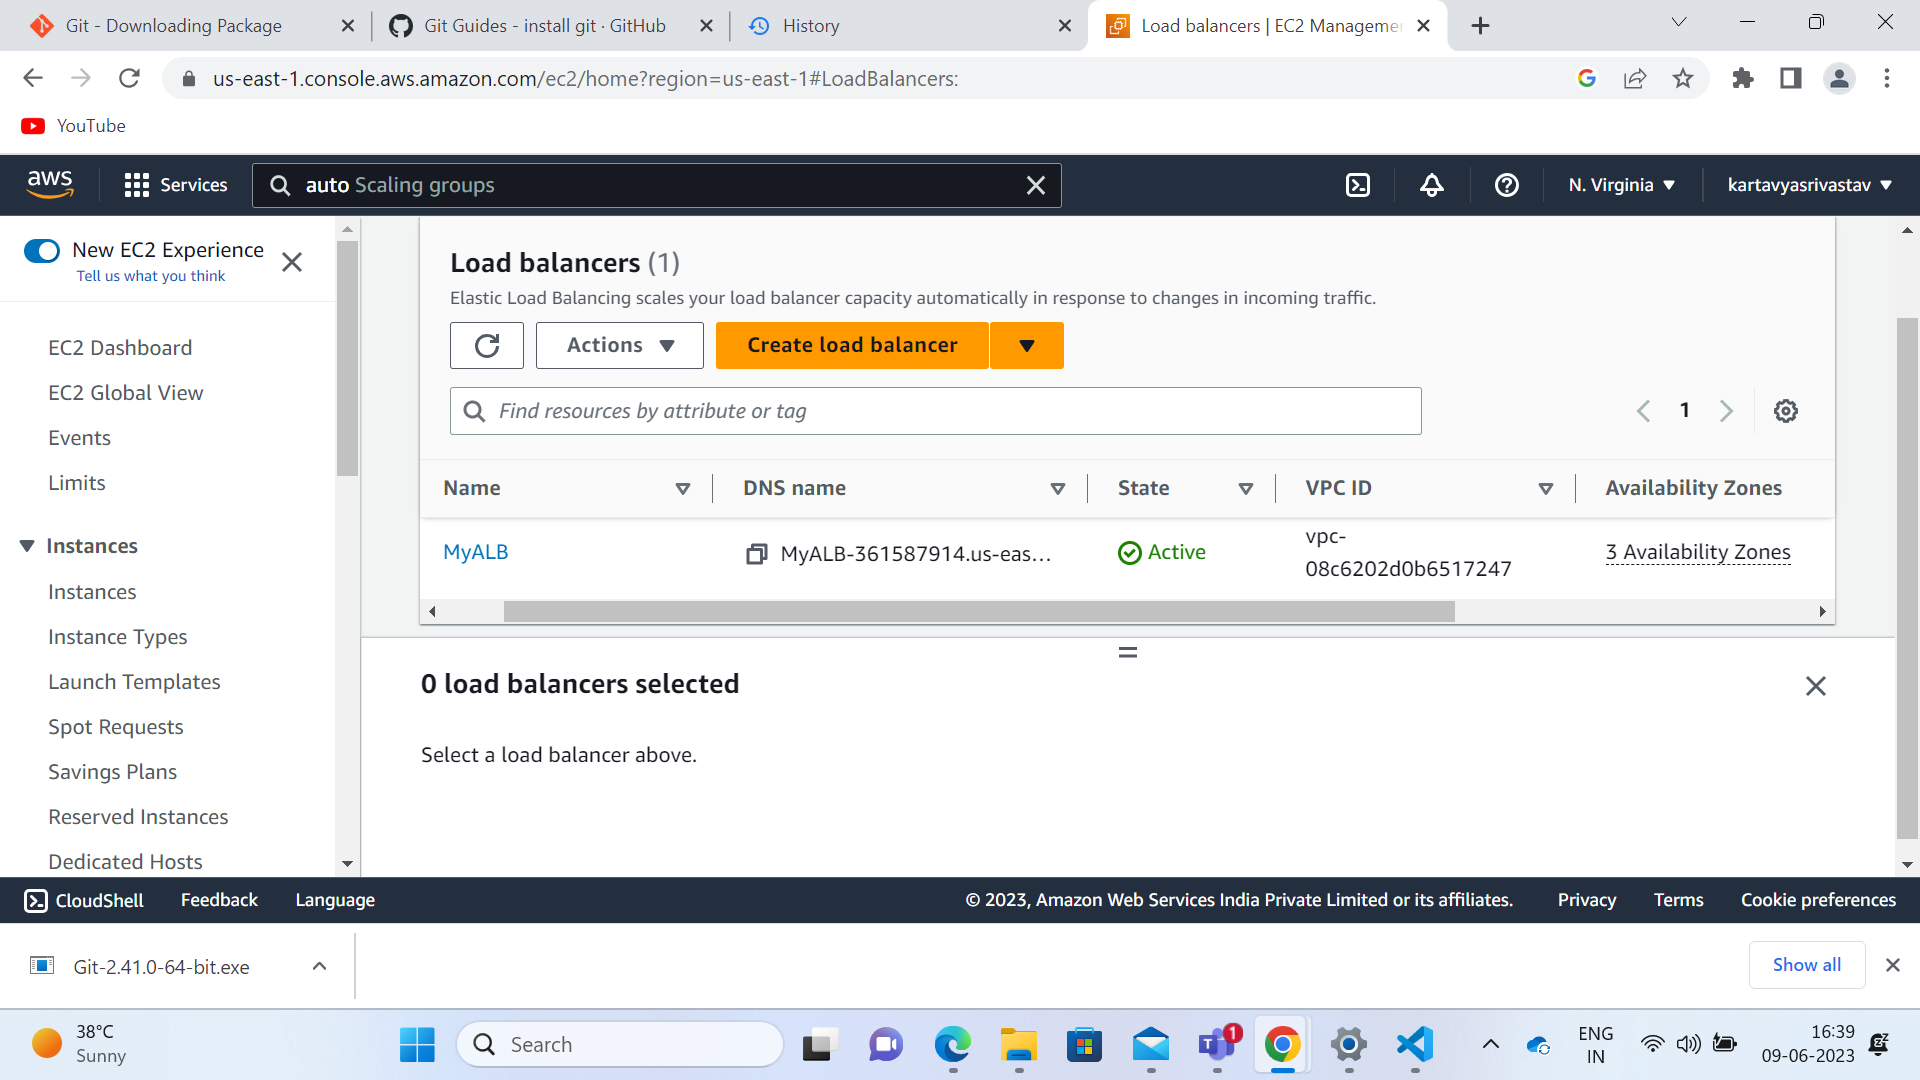 Git - Downloading Package
Git Guides - install git · GitHub
History
Load balancers | EC2 Managemen
us-east-1.console.aws.amazon.com/ec2/home?region=us-east-1#LoadBalancers:
YouTube
aws
Services
auto Scaling groups
N. Virginia
kartavyasrivastav
New EC2 Experience
Tell us what you think
EC2 Dashboard
EC2 Global View
Events
Limits
Instances
Instances
Instance Types
Launch Templates
Spot Requests
Savings Plans
Reserved Instances
Dedicated Hosts
Load balancers (1)
Elastic Load Balancing scales your load balancer capacity automatically in response to changes in incoming traffic.
Actions
Create load balancer
Find resources by attribute or tag
1
Name
DNS name
State
VPC ID
Availability Zones
MyALB
MyALB-361587914.us-eas...
Active
vpc-
08c6202d0b6517247
3 Availability Zones
0 load balancers selected
Select a load balancer above.
CloudShell
Feedback
Language
© 2023, Amazon Web Services India Private Limited or its affiliates.
Privacy
Terms
Cookie preferences
Git-2.41.0-64-bit.exe
Show all
38°C
Sunny
Search
1
ENG
IN
16:39
09-06-2023